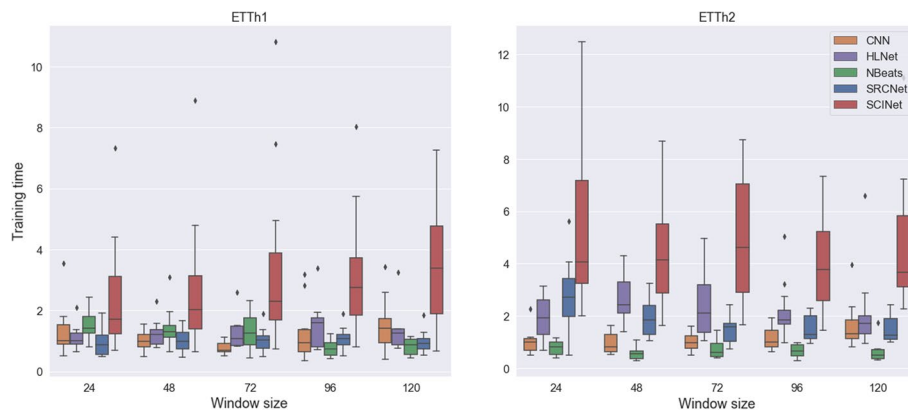 ETTh1
Training time
10
8
6
4
2
0
24 48 72 96 120
Window size
ETTh2
12
10
8
6
4
2
0
24 48 72 96 120
Window size
CNN
HLNet
NBeats
SRCNet
SCINet